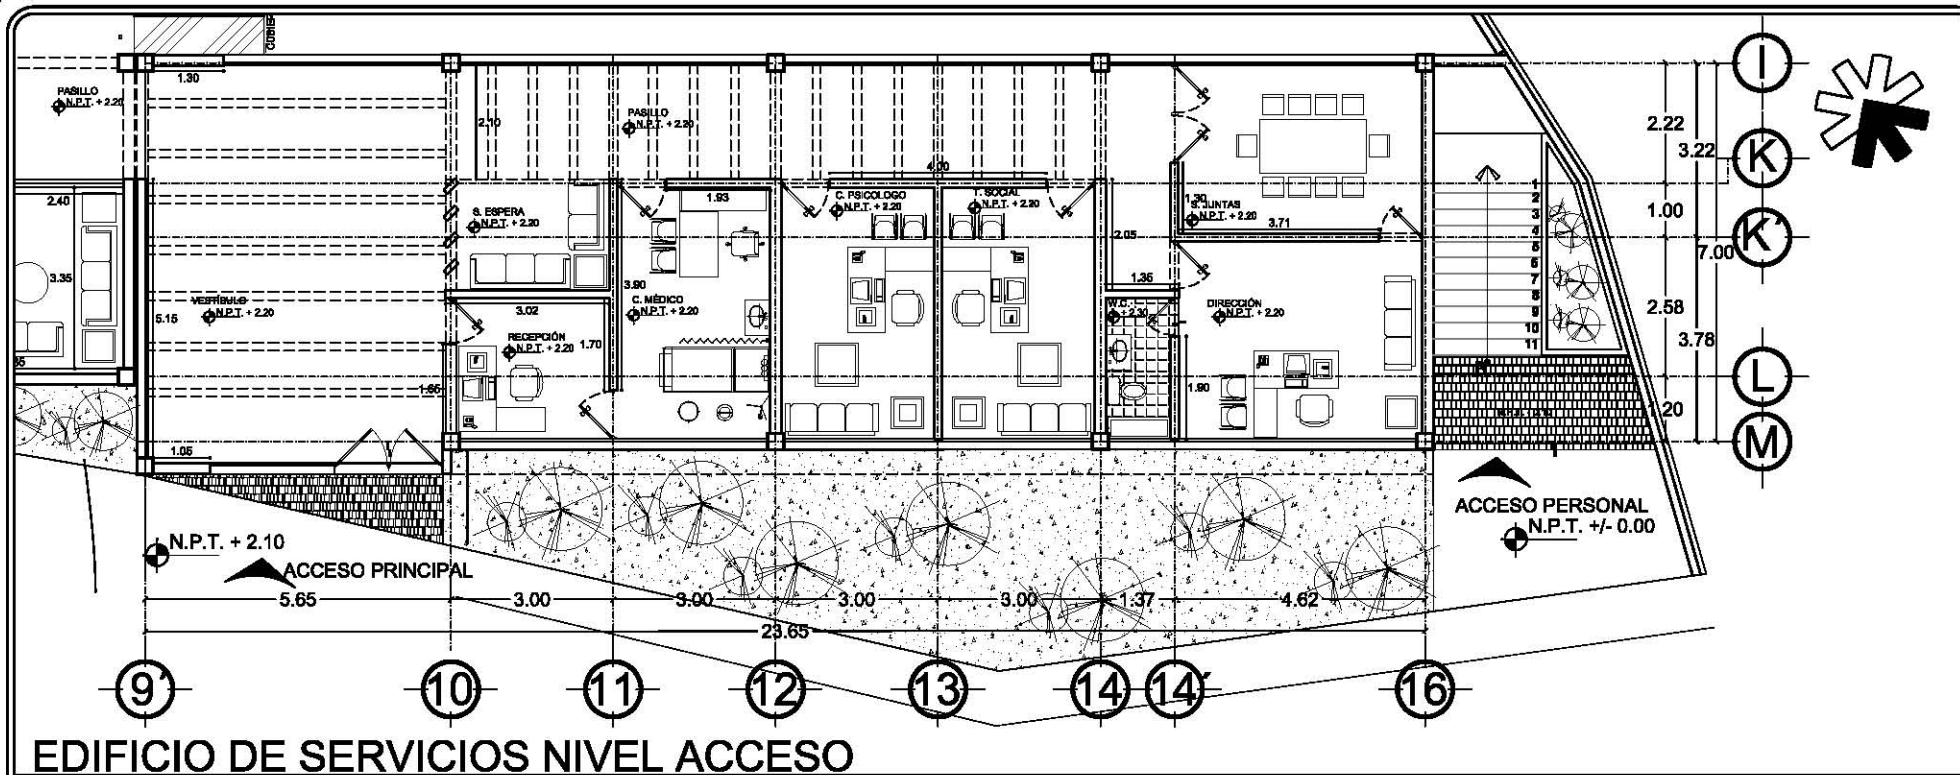 CUBIER
1.30
PASILLO
N.P.T. + 2.20
2.10
PASILLO
N.P.T. + 2.20
4.00
2.40
S. ESPERA
N.P.T. + 2.20
1.93
C. PSICOLOGO
N.P.T. + 2.20
T. SOCIAL
N.P.T. + 2.20
1.30
S. JUNTAS
N.P.T. + 2.20
3.71
2.05
1.35
3.35
VESTÍBULO
N.P.T. + 2.20
5.15
3.02
3.90
C. MÉDICO
N.P.T. + 2.20
RECEPCIÓN
N.P.T. + 2.20
1.70
1.65
W.C.
+ 2.30
DIRECCIÓN
N.P.T. + 2.20
1.90
1.05
1
2
3
4
5
6
7
8
9
10
11
I
K
K'
L
M
2.22
3.22
1.00
7.00
2.58
3.78
1.20
ACCESO PERSONAL
N.P.T. +/- 0.00
N.P.T. + 2.10
ACCESO PRINCIPAL
5.65
3.00
3.00
3.00
3.00
1.37
4.62
23.65
9'
10
11
12
13
14
14'
16
EDIFICIO DE SERVICIOS NIVEL ACCESO